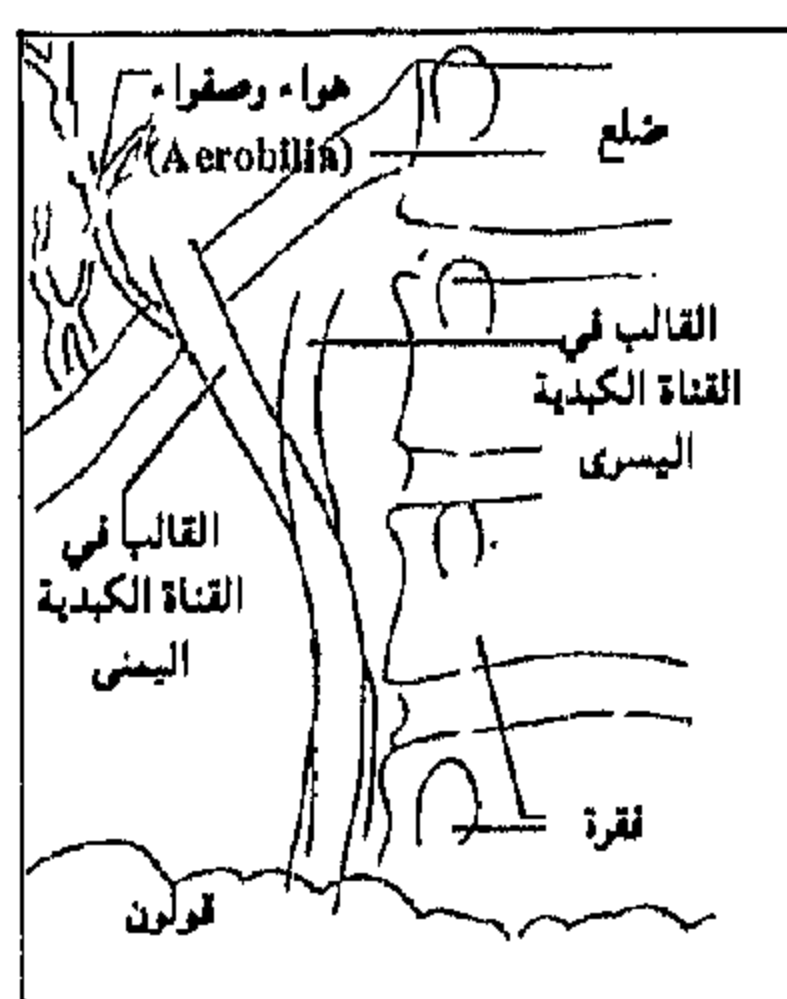 هواء وصفراء
(Aerobilia)
ضلع
القالب في
القناة الكبدية
اليسرى
القالب في
القناة الكبدية
اليمنى
فقرة
قولون